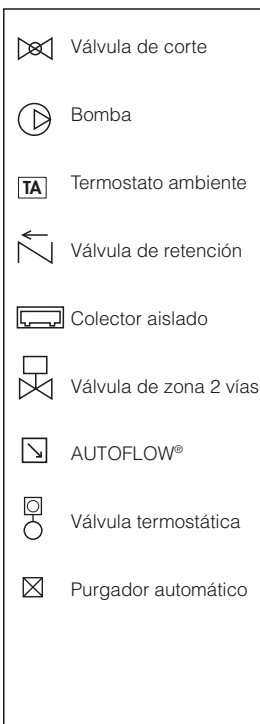 Válvula de corte
Bomba
TA Termostato ambiente
Válvula de retención
Colector aislado
Válvula de zona 2 vías
AUTOFLOW®
Válvula termostática
Purgador automático